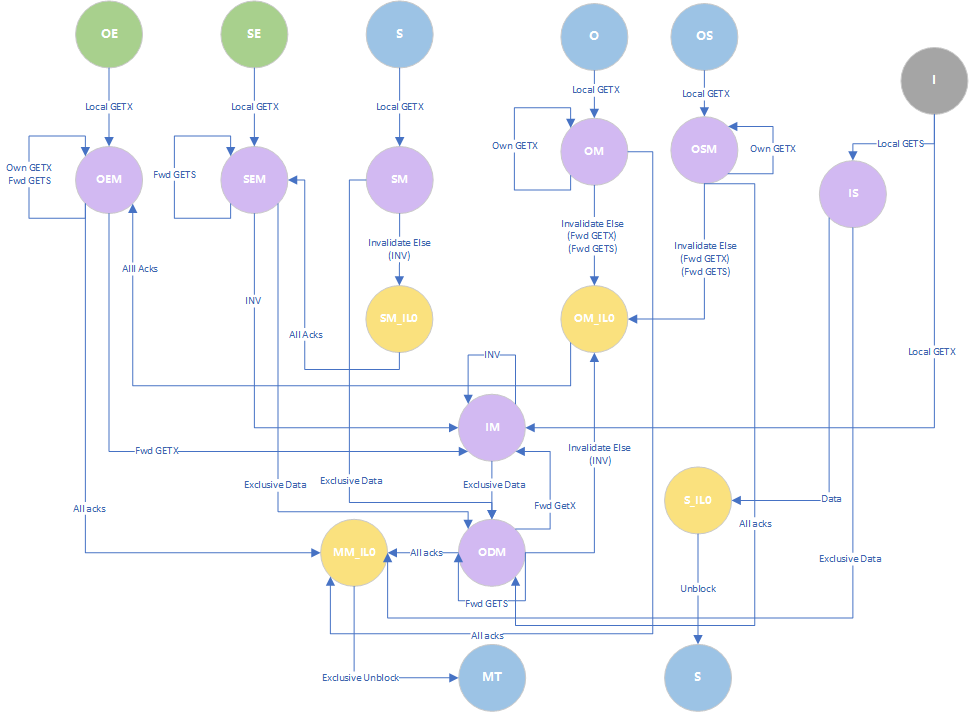 OE
SE
S
O
OS
I
Local GETX
Local GETX
Local GETX
Local GETX
Local GETX
Local GETS
Own GETX
Fwd GETS
OEM
Fwd GETS
SEM
SM
Own GETX
OM
OSM
Own GETX
IS
Invalidate Else
(INV)
Invalidate Else
(Fwd GETX)
(Fwd GETS)
Invalidate Else
(Fwd GETX)
(Fwd GETS)
Alll Acks
INV
SM_IL0
OM_IL0
All Acks
INV
Local GETX
IM
Fwd GETX
Invalidate Else
(INV)
Exclusive Data
Exclusive Data
Exclusive Data
S_IL0
Data
All acks
Fwd GetX
All acks
MM_IL0
All acks
ODM
Exclusive Data
Unblock
Fwd GETS
All acks
Exclusive Unblock
MT
S